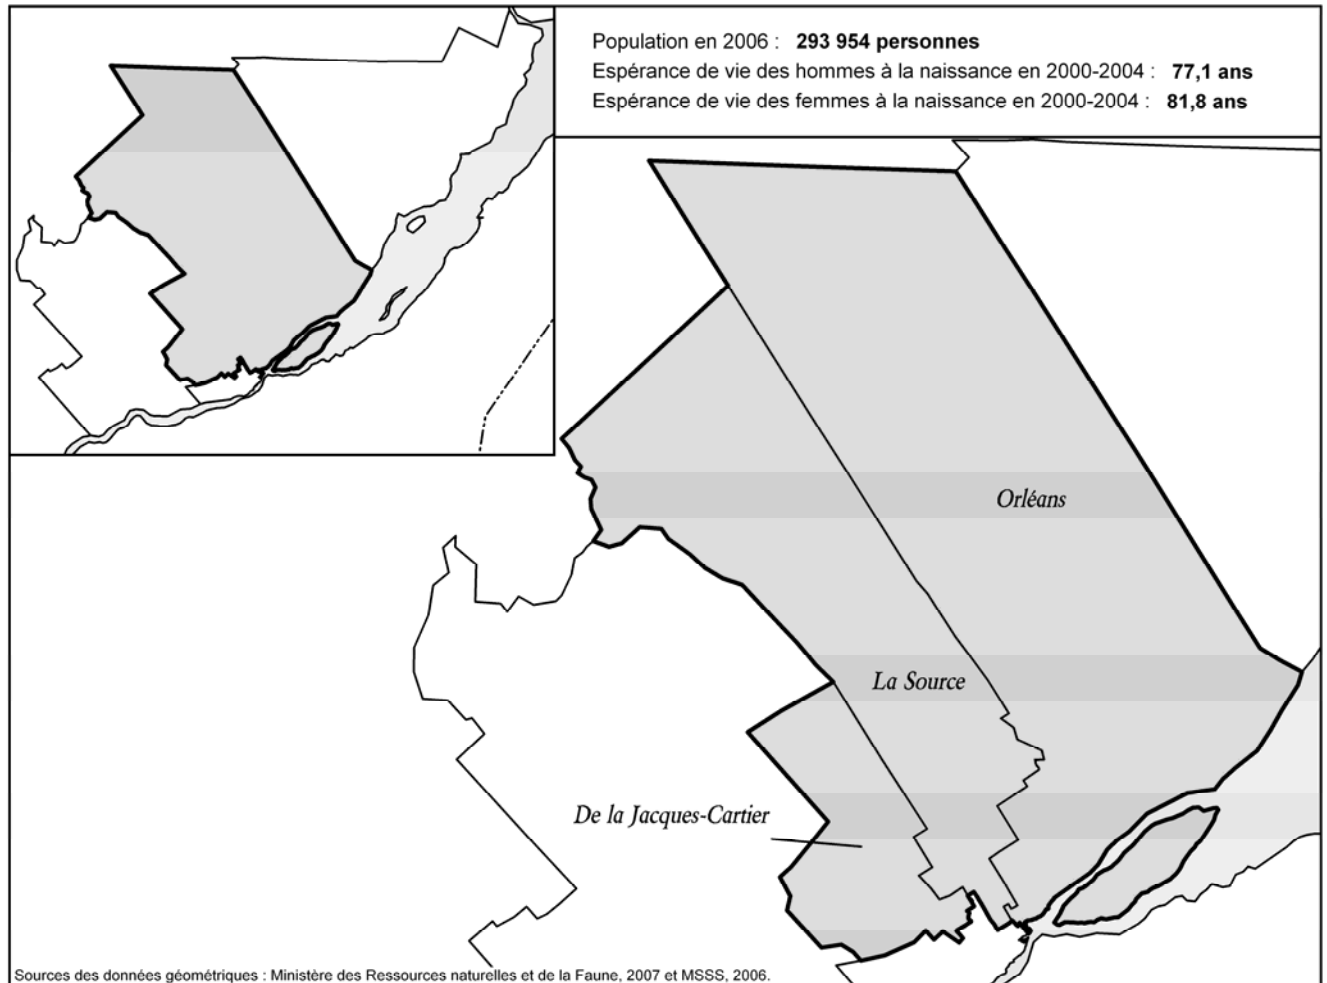 Population en 2006 : 293 954 personnes
Espérance de vie des hommes à la naissance en 2000-2004 : 77,1 ans
Espérance de vie des femmes à la naissance en 2000-2004 : 81,8 ans
Orléans
La Source
De la Jacques-Cartier
Sources des données géométriques : Ministère des Ressources naturelles et de la Faune, 2007 et MSSS, 2006.